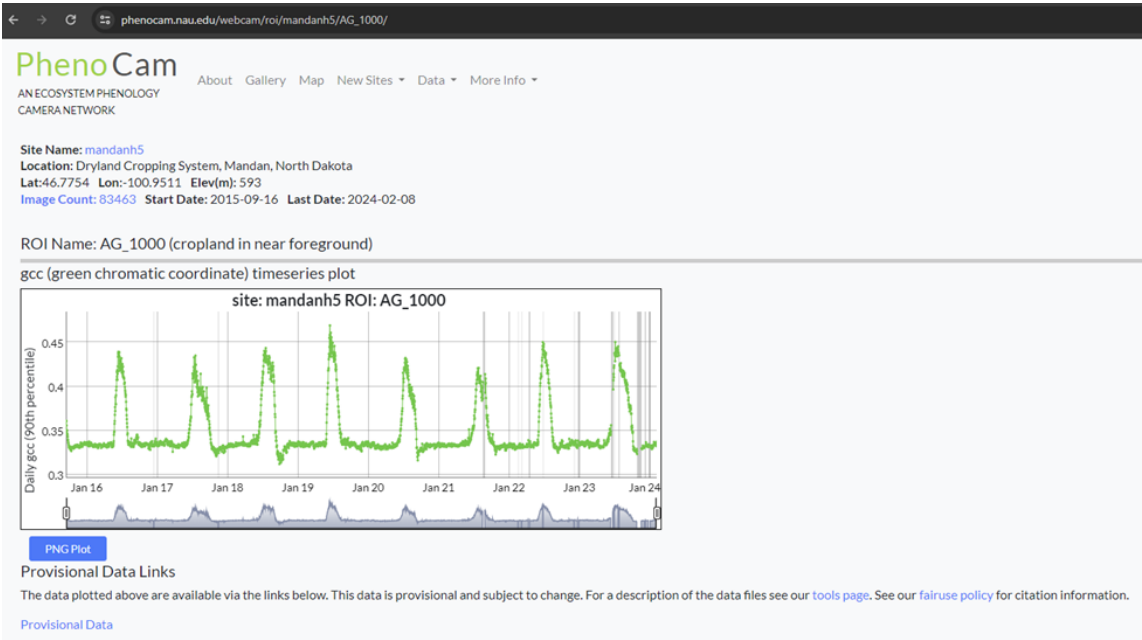 phenocam.nau.edu/webcam/roi/mandanh5/AG_1000/
PhenoCam
AN ECOSYSTEM PHENOLOGY
CAMERA NETWORK
About Gallery Map New Sites Data More Info
Site Name: mandanh5
Location: Dryland Cropping System, Mandan, North Dakota
Lat:46.7754 Lon:-100.9511 Elev(m): 593
Image Count: 83463 Start Date: 2015-09-16 Last Date: 2024-02-08
ROI Name: AG_1000 (cropland in near foreground)
gcc (green chromatic coordinate) timeseries plot
site: mandanh5 ROI: AG_1000
Daily gcc (90th percentile)
0.45
0.4
0.35
0.3
Jan 16 Jan 17 Jan 18 Jan 19 Jan 20 Jan 21 Jan 22 Jan 23 Jan 24
PNG Plot
Provisional Data Links
The data plotted above are available via the links below. This data is provisional and subject to change. For a description of the data files see our tools page. See our fairuse policy for citation information.
Provisional Data